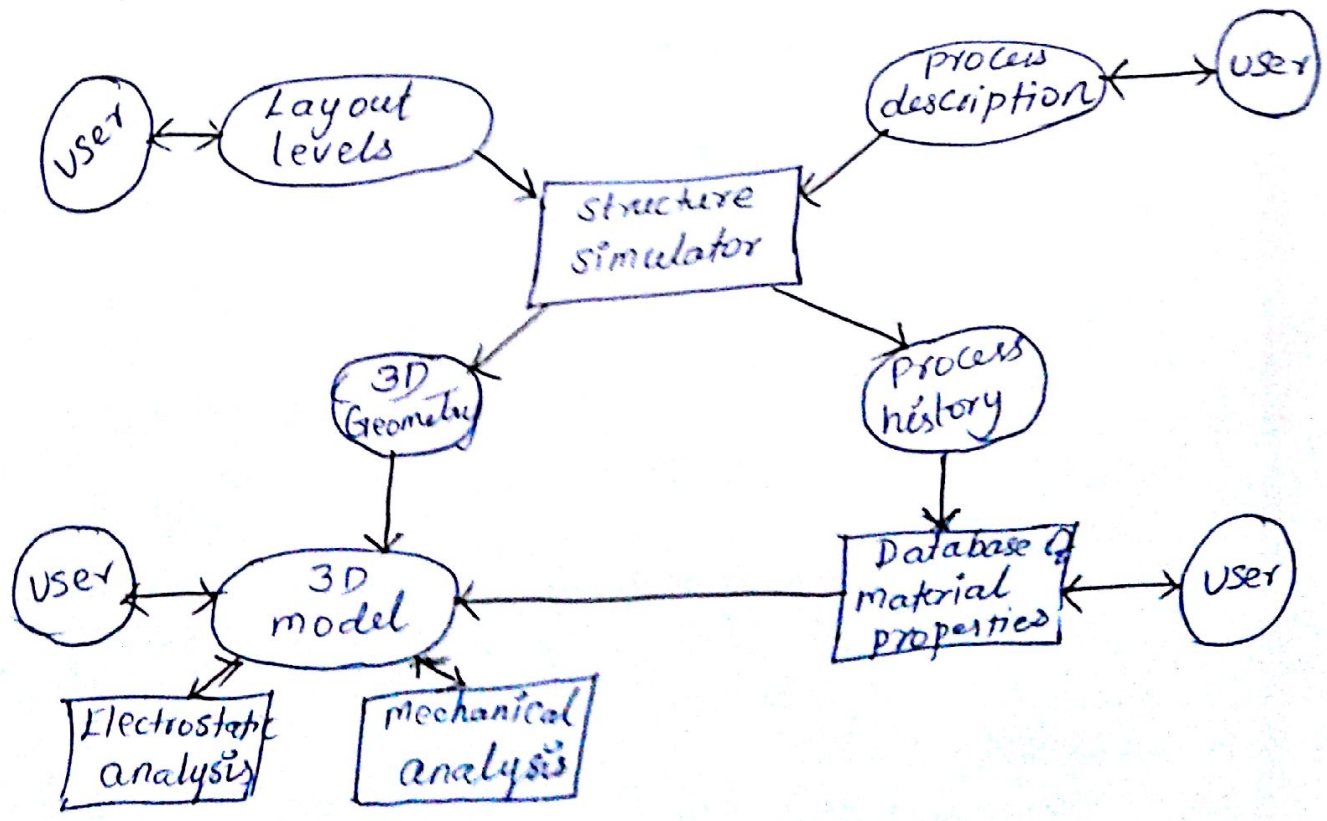 Process
description
User
User
Layout
levels
Structure
simulator
3D
Geometry
Process
history
User
3D
model
Database of
material
properties
User
Electrostatic
analysis
Mechanical
analysis